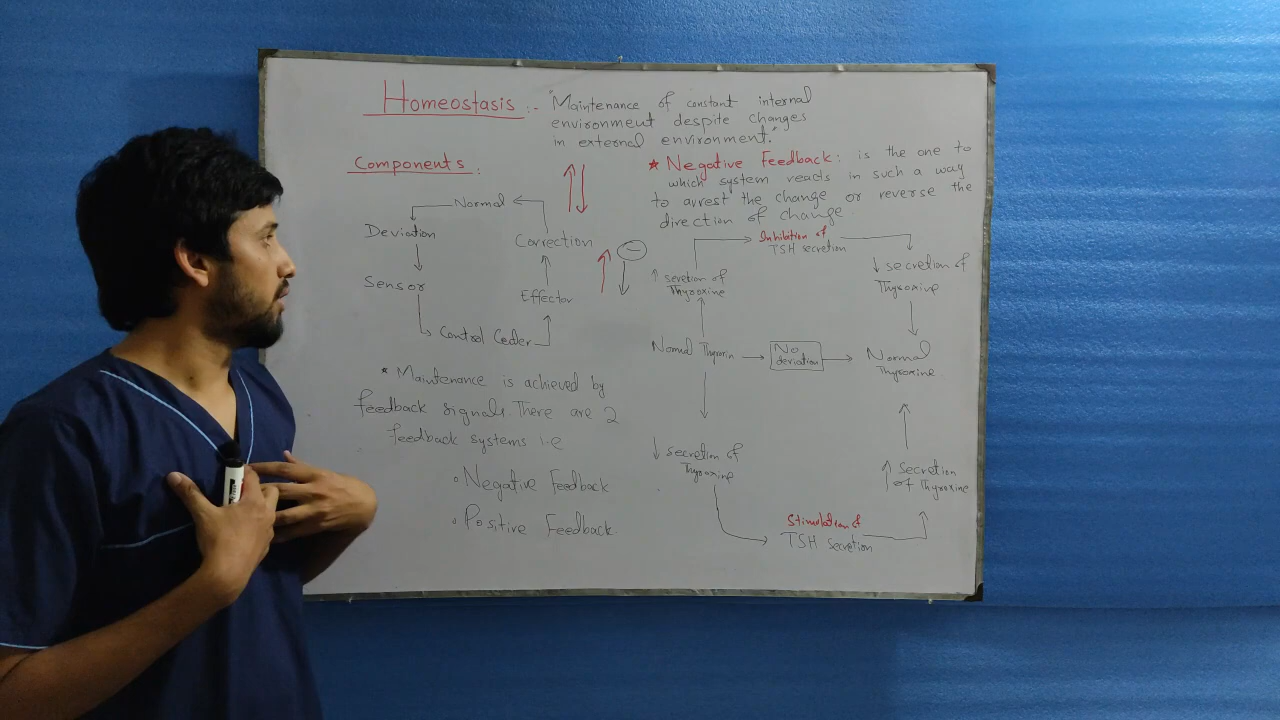 Homeostasis :- "Maintenance of constant internal
environment despite changes
in external environment."
Components :
Normal
Deviation
Sensor
Control Center
Effector
Correction
* Maintenance is achieved by
feedback signals. There are 2
feedback systems i.e
Negative Feedback
Positive Feedback
* Negative Feedback : is the one to
which system reacts in such a way
to arrest the change or reverse the
direction of change.
↑ secretion of
Thyroxine
Inhibition of
TSH secretion
↓ secretion of
Thyroxine
Normal
No
deviation
Normal
Thyroxine
↓ secretion of
Thyroxine
Stimulation of
TSH secretion
↑ Secretion
of Thyroxine